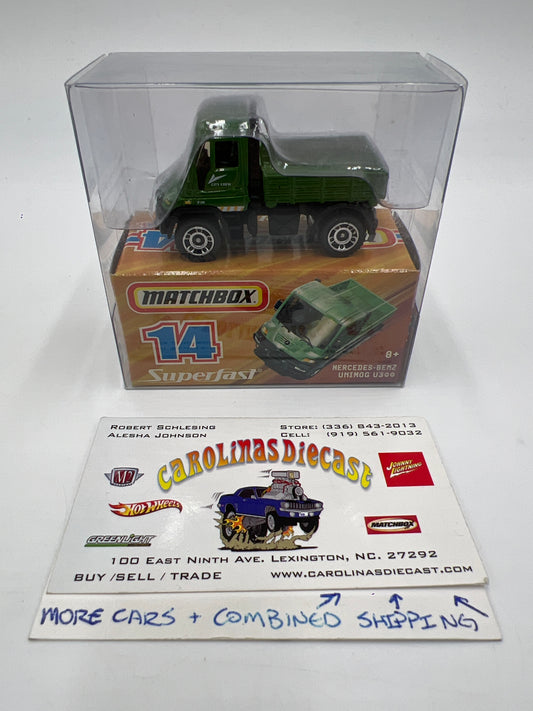 CITY CREW
MATCHBOX
14
Superfast
8+
MERCEDES-BENZ
UNIMOG U300
Robert Schlesing
Alesha Johnson
Store: (336) 843-2013
Cell: (919) 561-9032
CAROLINAS DIECAST
M2
JOHNNY LIGHTNING
Hot Wheels
MATCHBOX
GREENLIGHT
100 East Ninth Ave. Lexington, NC. 27292
BUY /SELL / TRADE
www.carolinasdiecast.com
MORE CARS + COMBINED SHIPPING